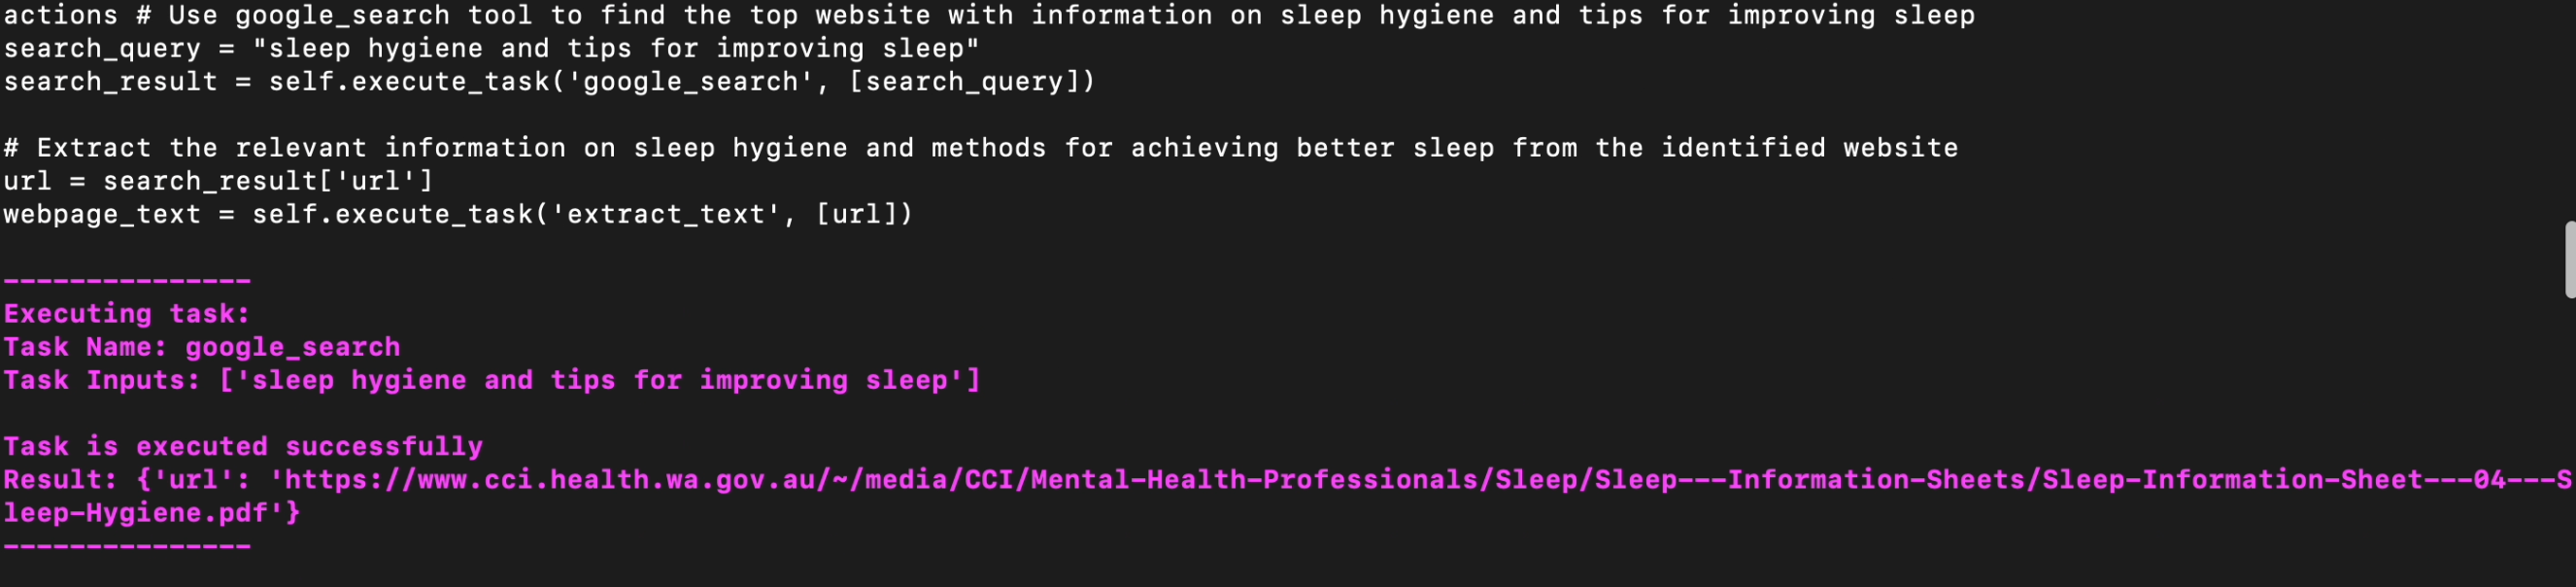 actions # Use google_search tool to find the top website with information on sleep hygiene and tips for improving sleep
search_query = "sleep hygiene and tips for improving sleep"
search_result = self.execute_task('google_search', [search_query])
# Extract the relevant information on sleep hygiene and methods for achieving better sleep from the identified website
url = search_result['url']
webpage_text = self.execute_task('extract_text', [url])
---------------
Executing task:
Task Name: google_search
Task Inputs: ['sleep hygiene and tips for improving sleep']
Task is executed successfully
Result: {'url': 'https://www.cci.health.wa.gov.au/~/media/CCI/Mental-Health-Professionals/Sleep/Sleep---Information-Sheets/Sleep-Information-Sheet---04---S
leep-Hygiene.pdf'}
---------------